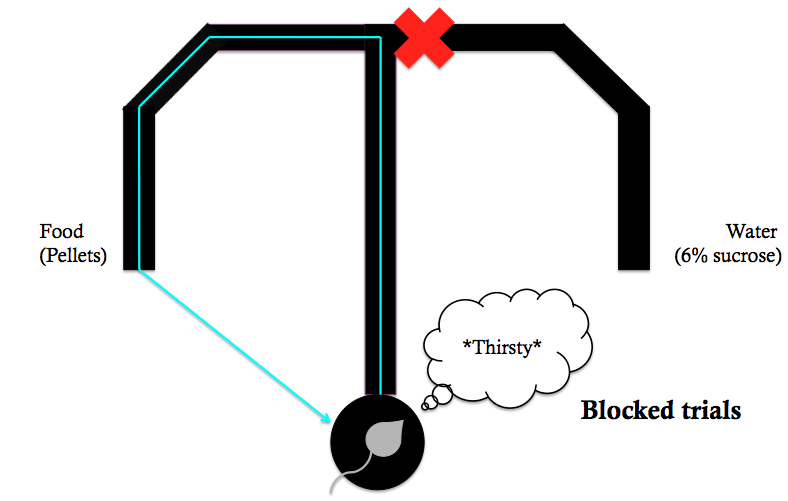 Food
(Pellets)
Water
(6% sucrose)
*Thirsty*
Blocked trials